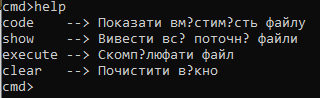 cmd>help
code    --> Показати вм?стим?сть файлу
show    --> Вивести вс? поточн? файли
execute --> Скомп?люфати файл
clear   --> Почистити в?кно
cmd>